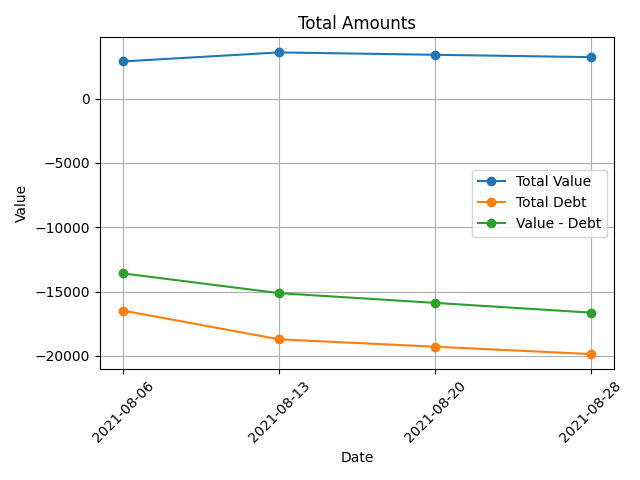 Total Amounts
0
−5000
−10000
−15000
−20000
Value
Total Value
Total Debt
Value - Debt
2021-08-06
2021-08-13
2021-08-20
2021-08-28
Date